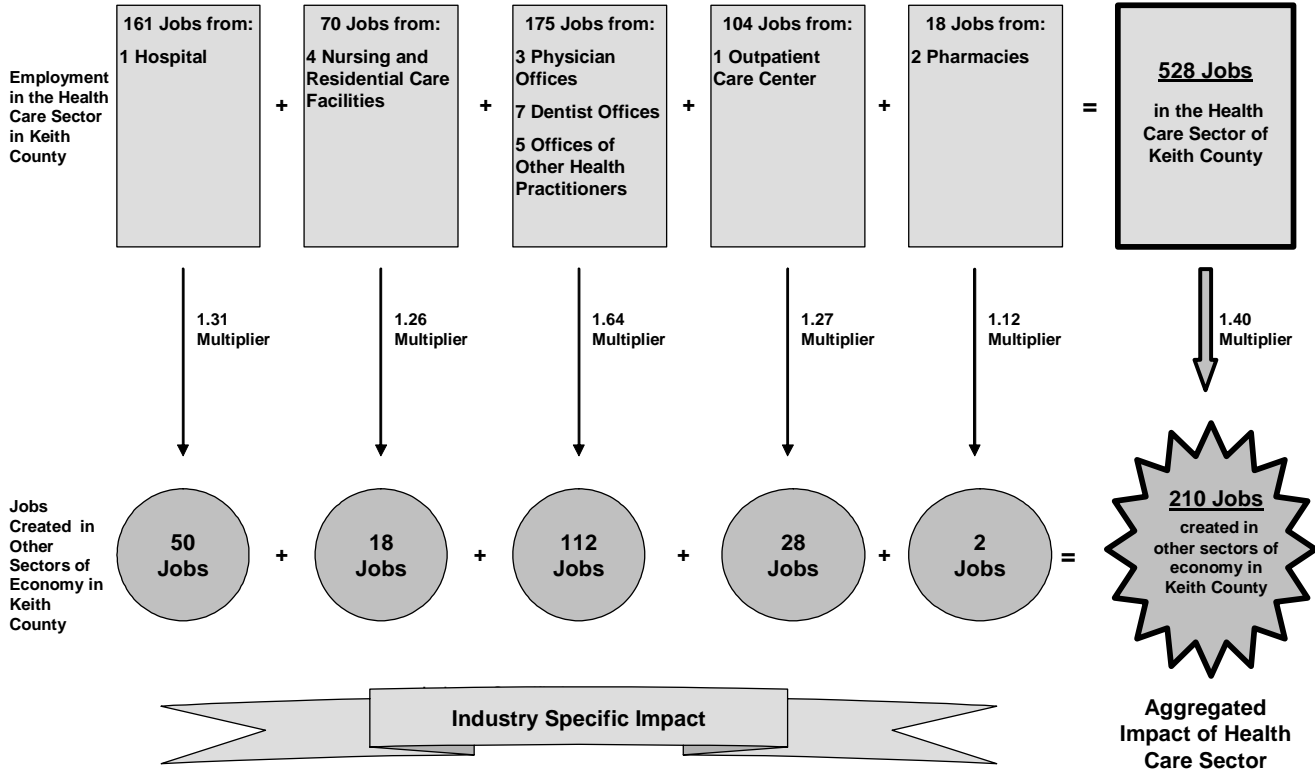 Employment
in the Health
Care Sector
in Keith
County
161 Jobs from:
1 Hospital
+
70 Jobs from:
4 Nursing and
Residential Care
Facilities
+
175 Jobs from:
3 Physician
Offices
7 Dentist Offices
5 Offices of
Other Health
Practitioners
+
104 Jobs from:
1 Outpatient
Care Center
+
18 Jobs from:
2 Pharmacies
=
528 Jobs
in the Health
Care Sector of
Keith County
1.31
Multiplier
1.26
Multiplier
1.64
Multiplier
1.27
Multiplier
1.12
Multiplier
1.40
Multiplier
Jobs
Created in
Other
Sectors of
Economy in
Keith
County
50
Jobs
+
18
Jobs
+
112
Jobs
+
28
Jobs
+
2
Jobs
=
210 Jobs
created in
other sectors of
economy in
Keith County
Industry Specific Impact
Aggregated
Impact of Health
Care Sector